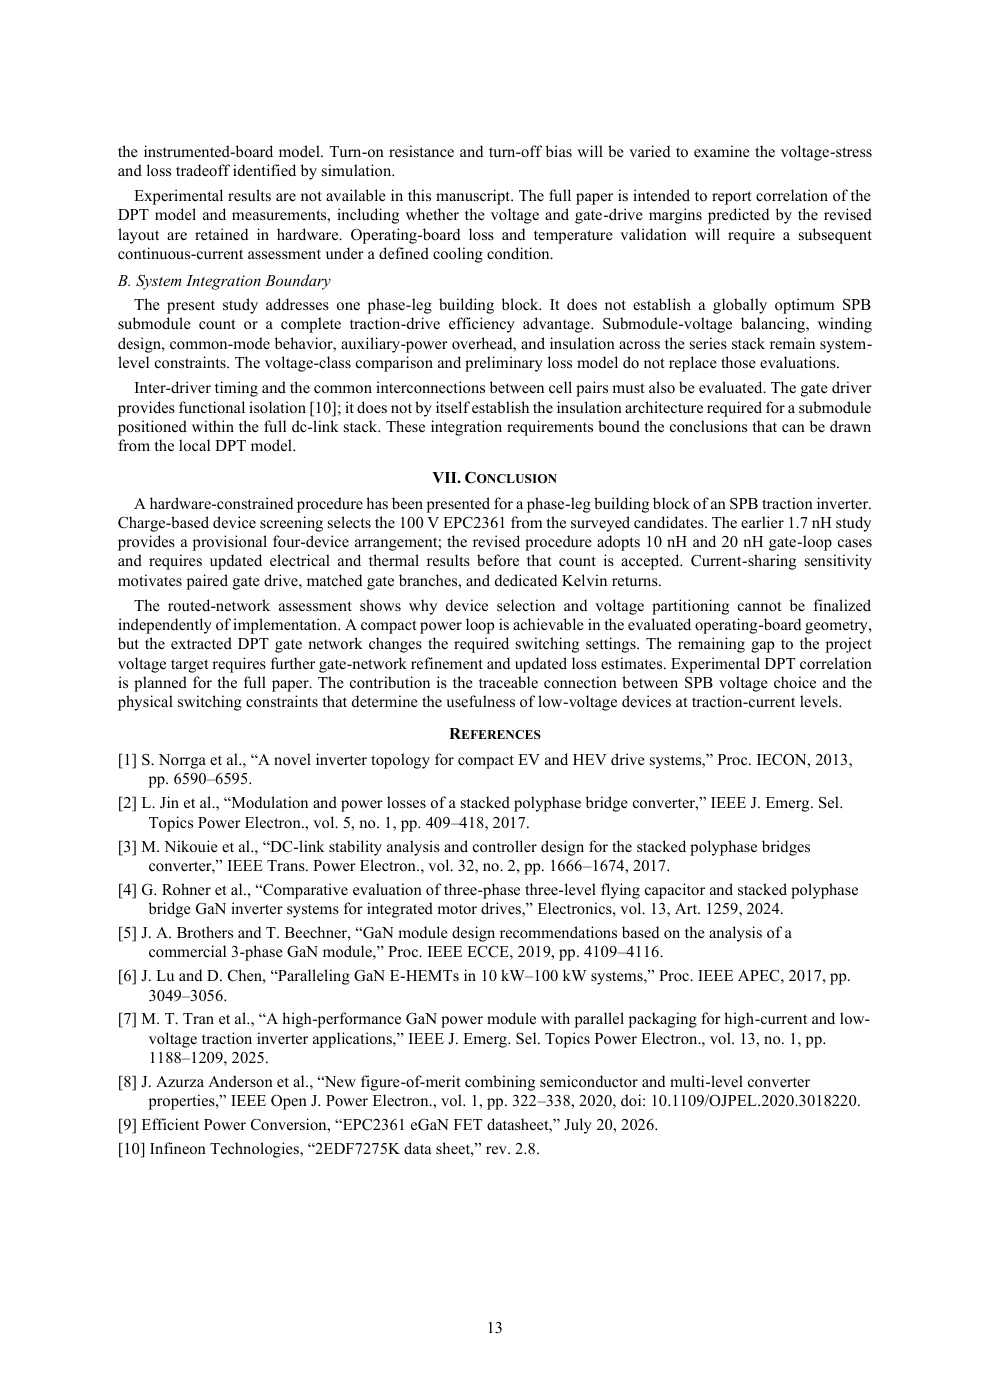 the instrumented-board model. Turn-on resistance and turn-off bias will be varied to examine the voltage-stress
and loss tradeoff identified by simulation.
Experimental results are not available in this manuscript. The full paper is intended to report correlation of the
DPT model and measurements, including whether the voltage and gate-drive margins predicted by the revised
layout are retained in hardware. Operating-board loss and temperature validation will require a subsequent
continuous-current assessment under a defined cooling condition.
B. System Integration Boundary
The present study addresses one phase-leg building block. It does not establish a globally optimum SPB
submodule count or a complete traction-drive efficiency advantage. Submodule-voltage balancing, winding
design, common-mode behavior, auxiliary-power overhead, and insulation across the series stack remain system-
level constraints. The voltage-class comparison and preliminary loss model do not replace those evaluations.
Inter-driver timing and the common interconnections between cell pairs must also be evaluated. The gate driver
provides functional isolation [10]; it does not by itself establish the insulation architecture required for a submodule
positioned within the full dc-link stack. These integration requirements bound the conclusions that can be drawn
from the local DPT model.
VII. CONCLUSION
A hardware-constrained procedure has been presented for a phase-leg building block of an SPB traction inverter.
Charge-based device screening selects the 100 V EPC2361 from the surveyed candidates. The earlier 1.7 nH study
provides a provisional four-device arrangement; the revised procedure adopts 10 nH and 20 nH gate-loop cases
and requires updated electrical and thermal results before that count is accepted. Current-sharing sensitivity
motivates paired gate drive, matched gate branches, and dedicated Kelvin returns.
The routed-network assessment shows why device selection and voltage partitioning cannot be finalized
independently of implementation. A compact power loop is achievable in the evaluated operating-board geometry,
but the extracted DPT gate network changes the required switching settings. The remaining gap to the project
voltage target requires further gate-network refinement and updated loss estimates. Experimental DPT correlation
is planned for the full paper. The contribution is the traceable connection between SPB voltage choice and the
physical switching constraints that determine the usefulness of low-voltage devices at traction-current levels.
REFERENCES
[1] S. Norrga et al., “A novel inverter topology for compact EV and HEV drive systems,” Proc. IECON, 2013,
pp. 6590–6595.
[2] L. Jin et al., “Modulation and power losses of a stacked polyphase bridge converter,” IEEE J. Emerg. Sel.
Topics Power Electron., vol. 5, no. 1, pp. 409–418, 2017.
[3] M. Nikouie et al., “DC-link stability analysis and controller design for the stacked polyphase bridges
converter,” IEEE Trans. Power Electron., vol. 32, no. 2, pp. 1666–1674, 2017.
[4] G. Rohner et al., “Comparative evaluation of three-phase three-level flying capacitor and stacked polyphase
bridge GaN inverter systems for integrated motor drives,” Electronics, vol. 13, Art. 1259, 2024.
[5] J. A. Brothers and T. Beechner, “GaN module design recommendations based on the analysis of a
commercial 3-phase GaN module,” Proc. IEEE ECCE, 2019, pp. 4109–4116.
[6] J. Lu and D. Chen, “Paralleling GaN E-HEMTs in 10 kW–100 kW systems,” Proc. IEEE APEC, 2017, pp.
3049–3056.
[7] M. T. Tran et al., “A high-performance GaN power module with parallel packaging for high-current and low-
voltage traction inverter applications,” IEEE J. Emerg. Sel. Topics Power Electron., vol. 13, no. 1, pp.
1188–1209, 2025.
[8] J. Azurza Anderson et al., “New figure-of-merit combining semiconductor and multi-level converter
properties,” IEEE Open J. Power Electron., vol. 1, pp. 322–338, 2020, doi: 10.1109/OJPEL.2020.3018220.
[9] Efficient Power Conversion, “EPC2361 eGaN FET datasheet,” July 20, 2026.
[10] Infineon Technologies, “2EDF7275K data sheet,” rev. 2.8.
13